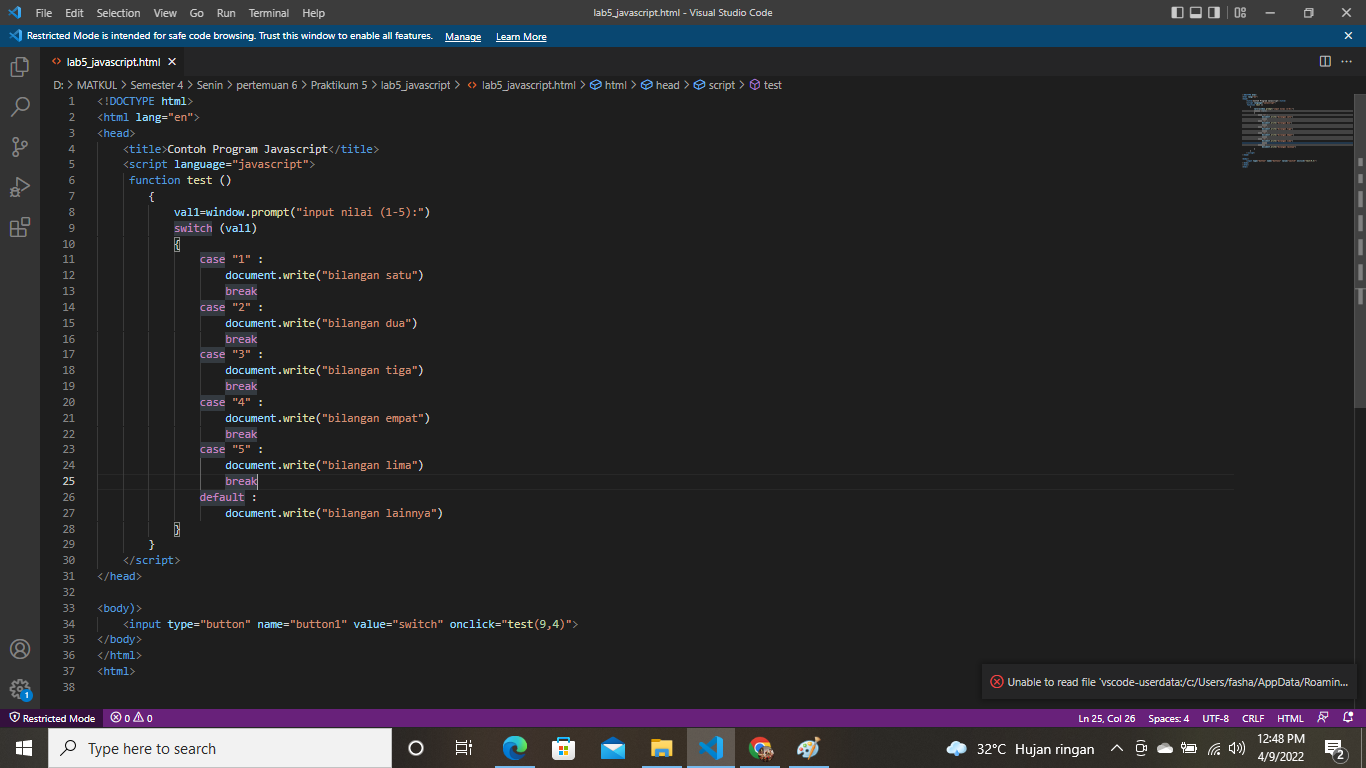 File Edit Selection View Go Run Terminal Help lab5_javascript.html - Visual Studio Code
Restricted Mode is intended for safe code browsing. Trust this window to enable all features. Manage Learn More
lab5_javascript.html
D: > MATKUL > Semester 4 > Senin > pertemuan 6 > Praktikum 5 > lab5_javascript > lab5_javascript.html > html > head > script > test
1 <!DOCTYPE html>
2 <html lang="en">
3 <head>
4 <title>Contoh Program Javascript</title>
5 <script language="javascript">
6 function test ()
7 {
8 val1=window.prompt("input nilai (1-5):")
9 switch (val1)
10 {
11 case "1" :
12 document.write("bilangan satu")
13 break
14 case "2" :
15 document.write("bilangan dua")
16 break
17 case "3" :
18 document.write("bilangan tiga")
19 break
20 case "4" :
21 document.write("bilangan empat")
22 break
23 case "5" :
24 document.write("bilangan lima")
25 break
26 default :
27 document.write("bilangan lainnya")
28 }
29 }
30 </script>
31 </head>
32
33 <body)>
34 <input type="button" name="button1" value="switch" onclick="test(9,4)">
35 </body>
36 </html>
37 <html>
38
Unable to read file 'vscode-userdata:/c:/Users/fasha/AppData/Roamin...
1
Restricted Mode 0 0 Ln 25, Col 26 Spaces: 4 UTF-8 CRLF HTML
Type here to search 32°C Hujan ringan 12:48 PM
4/9/2022 2